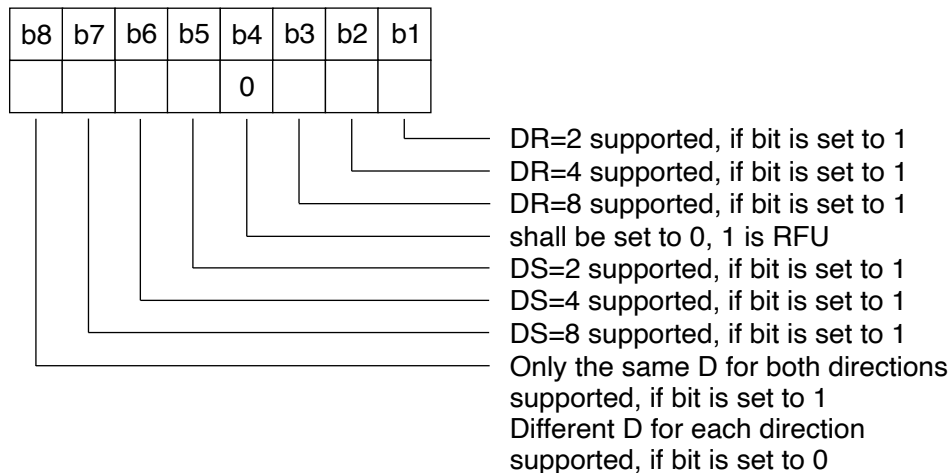 b8 b7 b6 b5 b4 b3 b2 b1
0
DR=2 supported, if bit is set to 1
DR=4 supported, if bit is set to 1
DR=8 supported, if bit is set to 1
shall be set to 0, 1 is RFU
DS=2 supported, if bit is set to 1
DS=4 supported, if bit is set to 1
DS=8 supported, if bit is set to 1
Only the same D for both directions
supported, if bit is set to 1
Different D for each direction
supported, if bit is set to 0